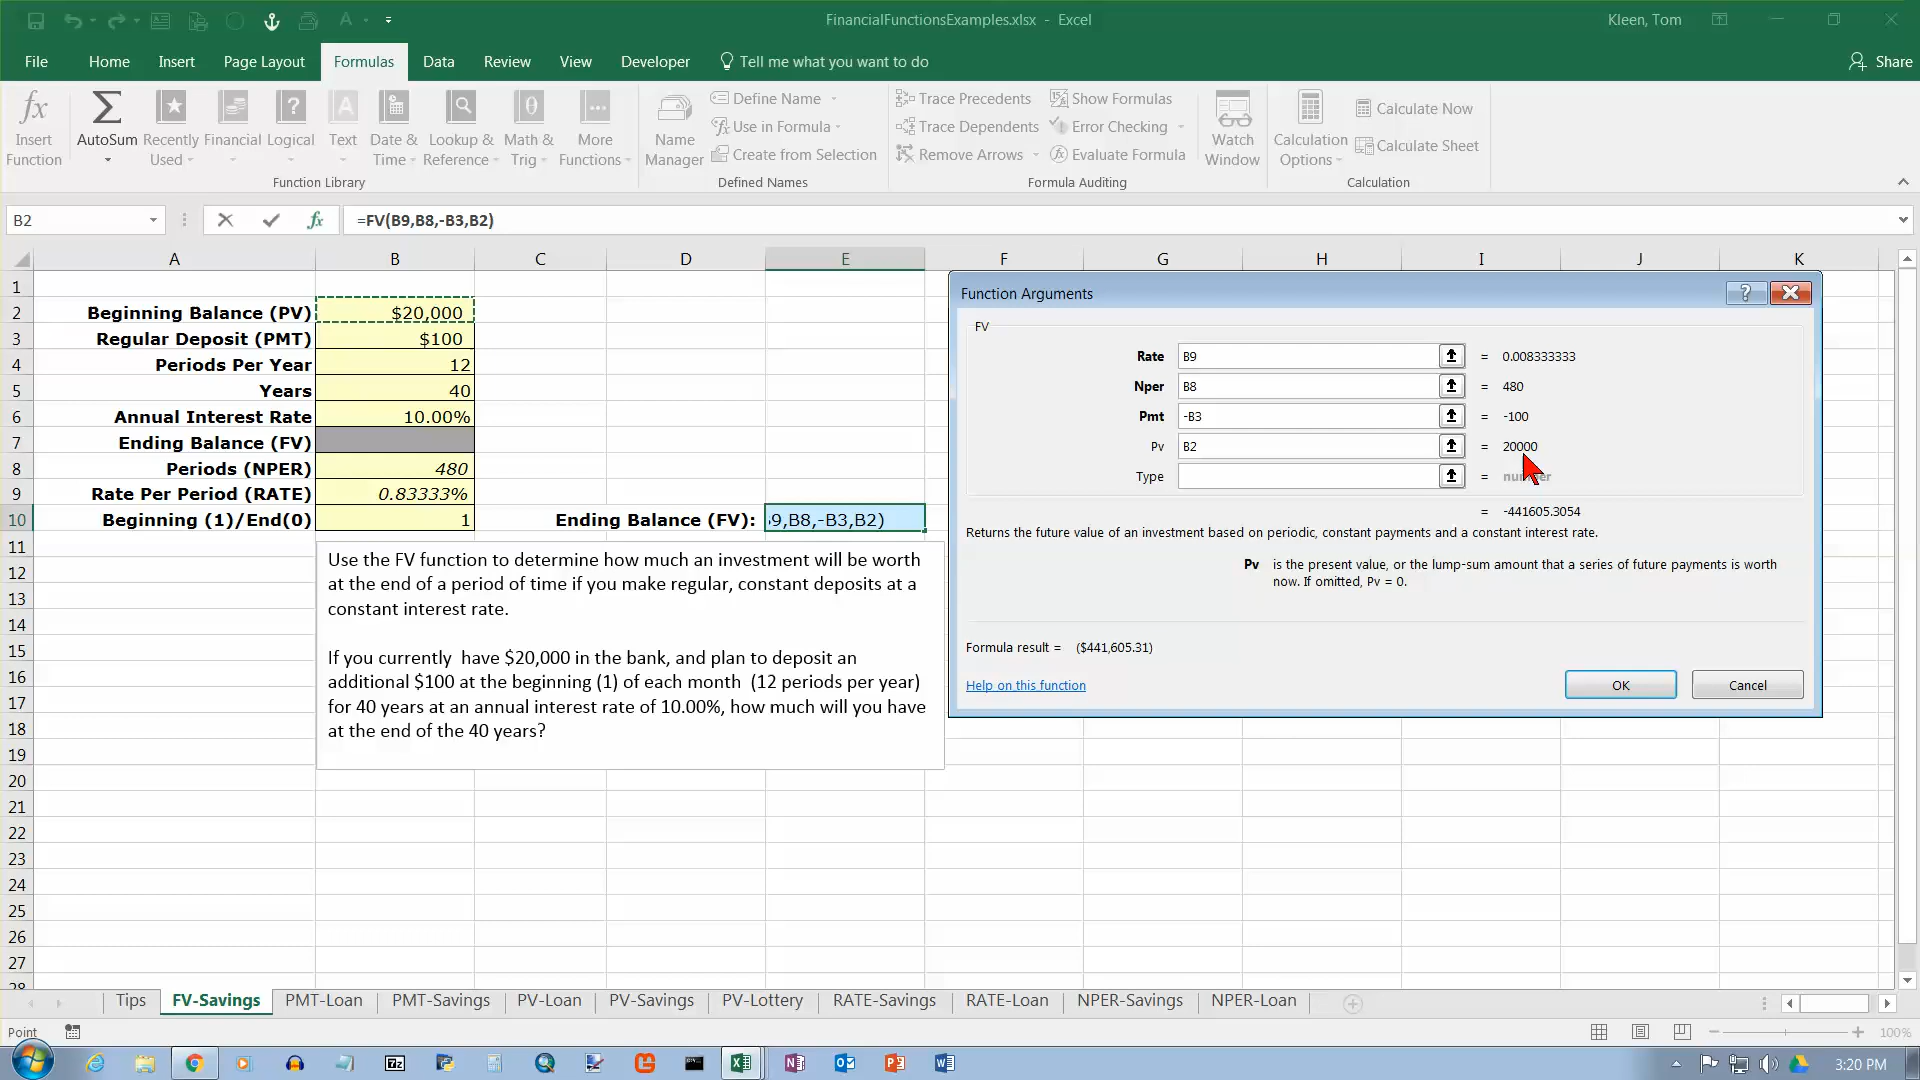 FinancialFunctionsExamples.xlsx - Excel
Kleen, Tom
File Home Insert Page Layout Formulas Data Review View Developer Tell me what you want to do Share
Insert Function
AutoSum
Recently Used
Financial
Logical
Text
Date & Time
Lookup & Reference
Math & Trig
More Functions
Function Library
Name Manager
Define Name
Use in Formula
Create from Selection
Defined Names
Trace Precedents
Trace Dependents
Remove Arrows
Show Formulas
Error Checking
Evaluate Formula
Formula Auditing
Watch Window
Calculation Options
Calculate Now
Calculate Sheet
Calculation
B2 fx =FV(B9,B8,-B3,B2)
A B C D E F G H I J K
1
2 Beginning Balance (PV) $20,000
3 Regular Deposit (PMT) $100
4 Periods Per Year 12
5 Years 40
6 Annual Interest Rate 10.00%
7 Ending Balance (FV)
8 Periods (NPER) 480
9 Rate Per Period (RATE) 0.83333%
10 Beginning (1)/End(0) 1 Ending Balance (FV): 9,B8,-B3,B2)
11
12
13
14
15
16
17
18
19
20
21
22
23
24
25
26
27
28
Use the FV function to determine how much an investment will be worth
at the end of a period of time if you make regular, constant deposits at a
constant interest rate.
If you currently have $20,000 in the bank, and plan to deposit an
additional $100 at the beginning (1) of each month (12 periods per year)
for 40 years at an annual interest rate of 10.00%, how much will you have
at the end of the 40 years?
Function Arguments
FV
Rate B9 = 0.008333333
Nper B8 = 480
Pmt -B3 = -100
Pv B2 = 20000
Type = number
= -441605.3054
Returns the future value of an investment based on periodic, constant payments and a constant interest rate.
Pv is the present value, or the lump-sum amount that a series of future payments is worth
now. If omitted, Pv = 0.
Formula result = ($441,605.31)
Help on this function
OK
Cancel
Tips FV-Savings PMT-Loan PMT-Savings PV-Loan PV-Savings PV-Lottery RATE-Savings RATE-Loan NPER-Savings NPER-Loan
Point
100%
3:20 PM